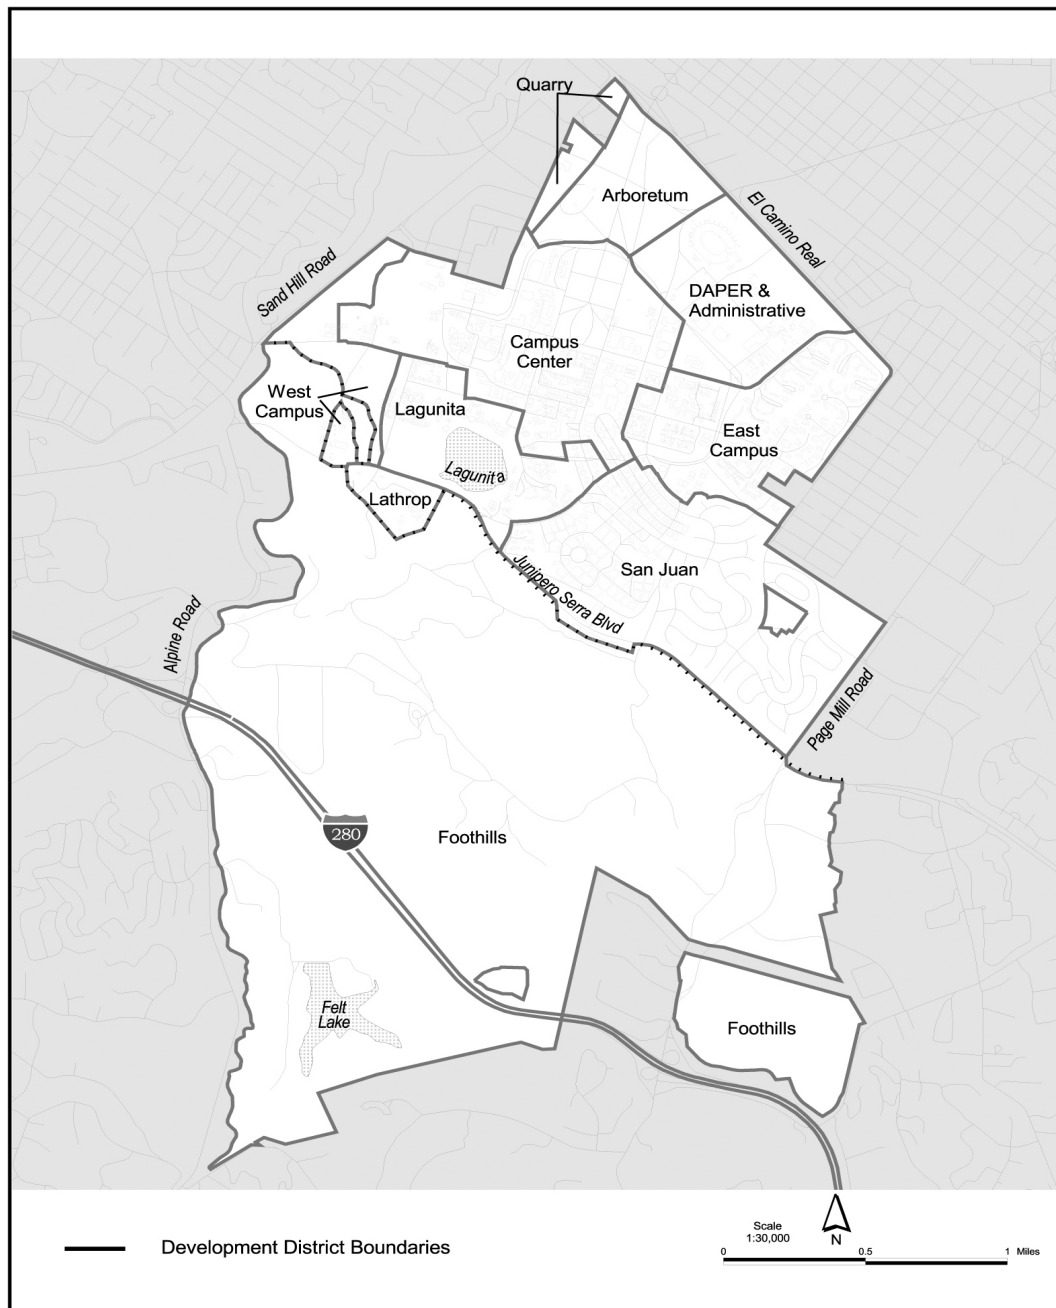 Quarry
Arboretum
El Camino Real
Sand Hill Road
DAPER &
Administrative
Campus
Center
West
Campus
Lagunita
East
Campus
Lagunita
Lathrop
San Juan
Junipero Serra Blvd
Alpine Road
Page Mill Road
280
Foothills
Felt
Lake
Foothills
Development District Boundaries
Scale
1:30,000
N
0 0.5 1 Miles